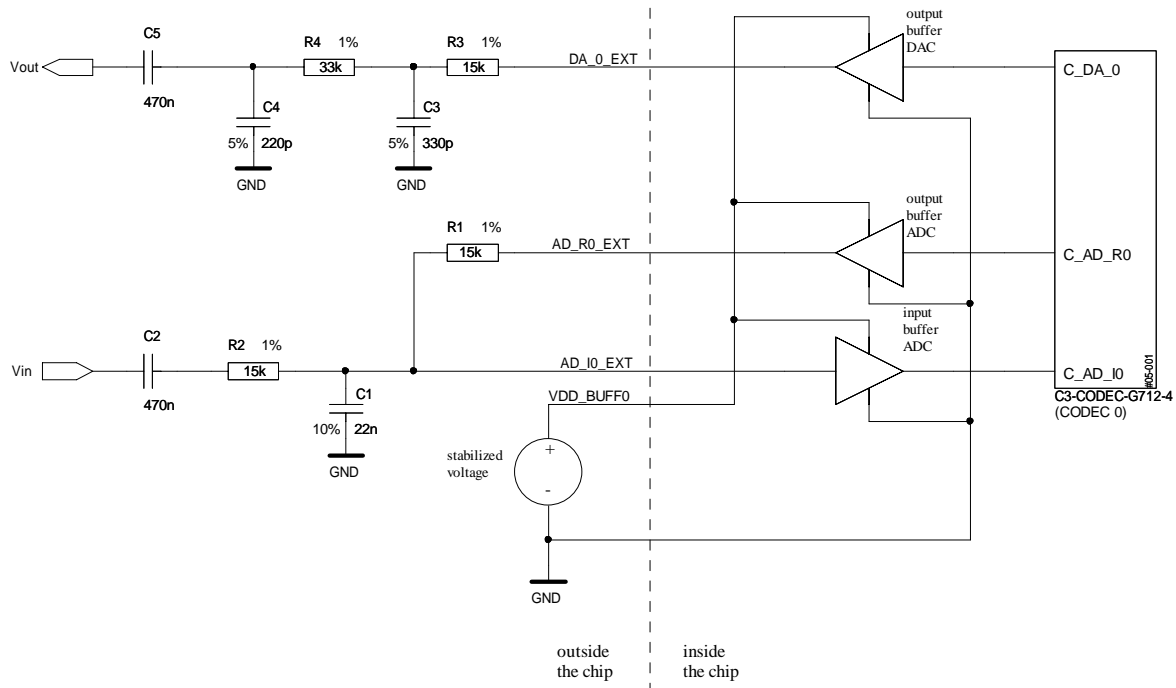 C5
Vout
470n
R4 1%
33k
R3 1%
15k
DA_0_EXT
output
buffer
DAC
C_DA_0
C4
5% 220p
GND
C3
5% 330p
GND
R1 1%
15k
AD_R0_EXT
output
buffer
ADC
C_AD_R0
C2
Vin
470n
R2 1%
15k
C1
10% 22n
GND
AD_I0_EXT
input
buffer
ADC
C_AD_I0
#05-001
C3-CODEC-G712-4
(CODEC 0)
VDD_BUFF0
stabilized
voltage
+
-
GND
outside
the chip
inside
the chip